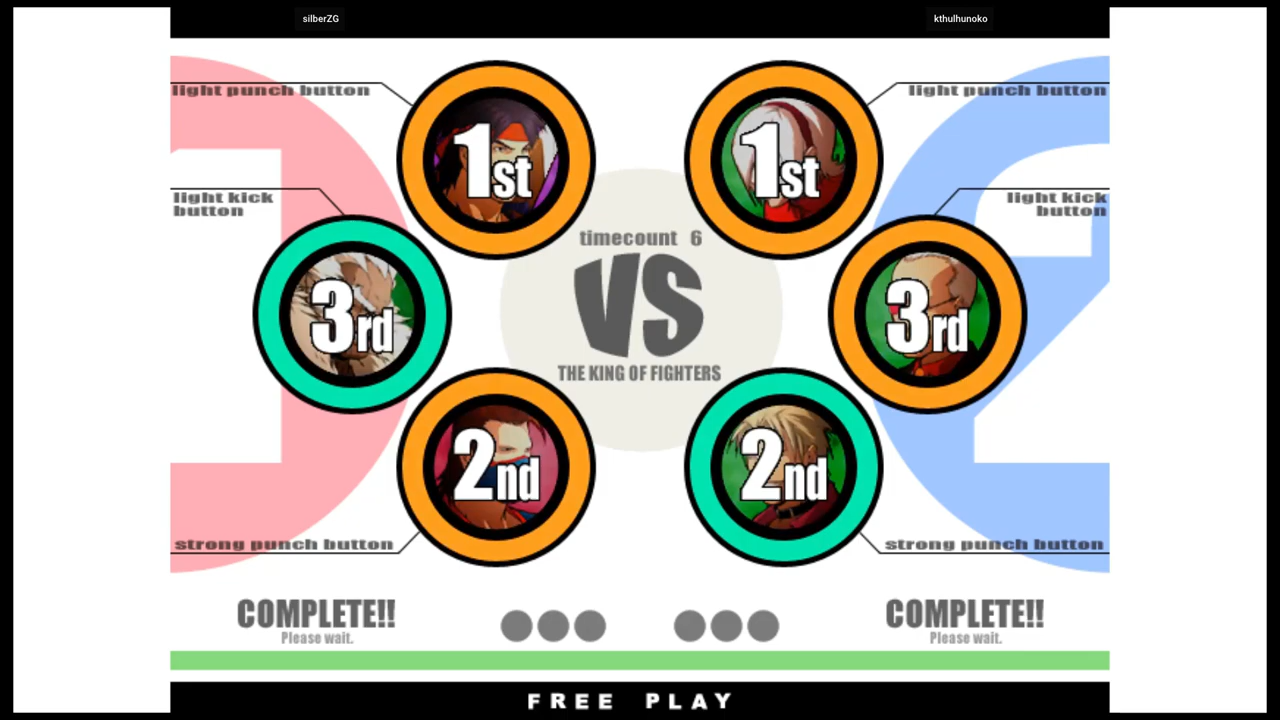 silberZG
kthulhunoko
light punch button
1st
1st
light punch button
light kick
button
light kick
button
timecount 6
VS
3rd
3rd
THE KING OF FIGHTERS
2nd
2nd
strong punch button
strong punch button
COMPLETE!!
Please wait.
COMPLETE!!
Please wait.
FREE PLAY